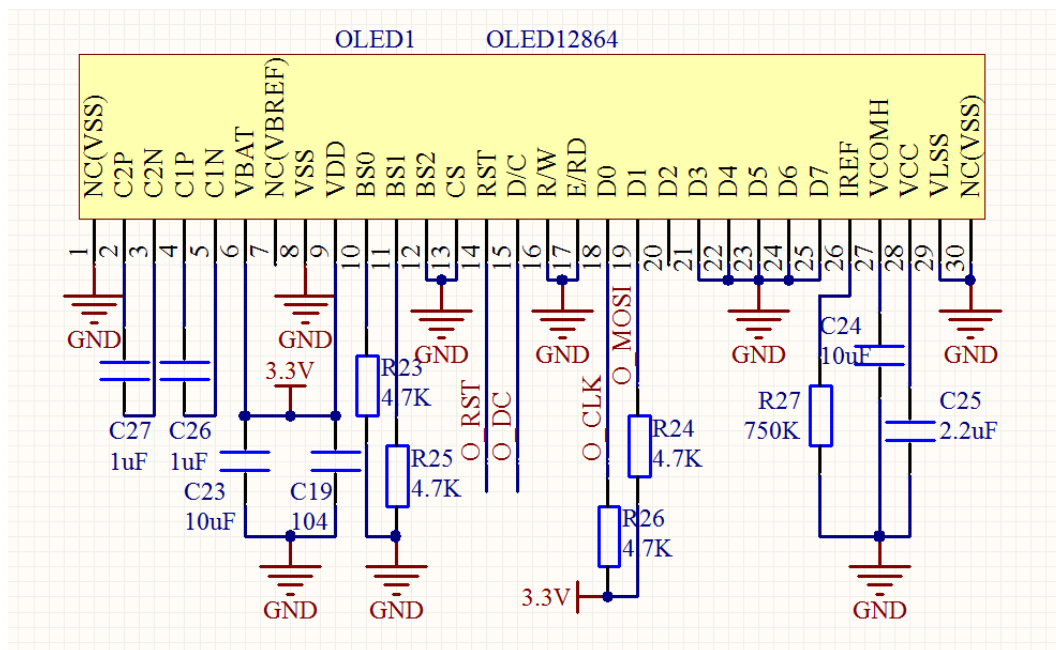 OLED1
OLED12864
NC(VSS)
C2P
C2N
C1P
C1N
VBAT
NC(VBREF)
VSS
VDD
BS0
BS1
BS2
CS
RST
D/C
R/W
E/RD
D0
D1
D2
D3
D4
D5
D6
D7
IREF
VCOMH
VCC
VLSS
NC(VSS)
1
2
3
4
5
6
7
8
9
10
11
12
13
14
15
16
17
18
19
20
21
22
23
24
25
26
27
28
29
30
GND
GND
GND
GND
GND
GND
3.3V
C27
1uF
C26
1uF
C23
10uF
C19
104
R23
4.7K
R25
4.7K
O_RST
O_DC
O_CLK
O_MOSI
R24
4.7K
R26
4.7K
3.3V
C24
10uF
R27
750K
C25
2.2uF
GND
GND
GND